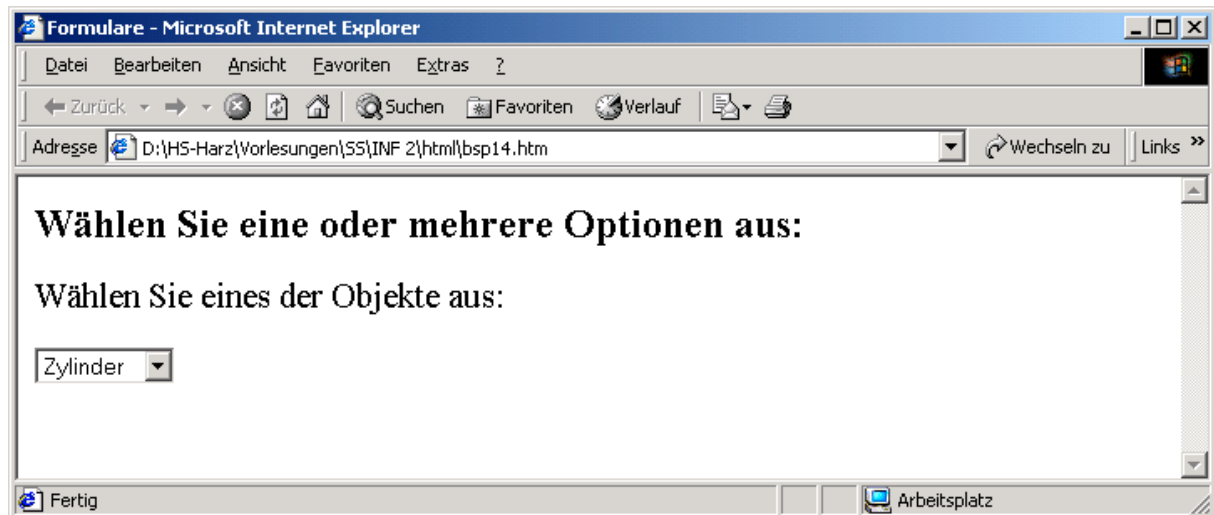 Formulare - Microsoft Internet Explorer
Datei Bearbeiten Ansicht Favoriten Extras ?
Zurück Suchen Favoriten Verlauf
Adresse D:\HS-Harz\Vorlesungen\SS\INF 2\html\bsp14.htm Wechseln zu Links »
Wählen Sie eine oder mehrere Optionen aus:
Wählen Sie eines der Objekte aus:
Zylinder
Fertig Arbeitsplatz